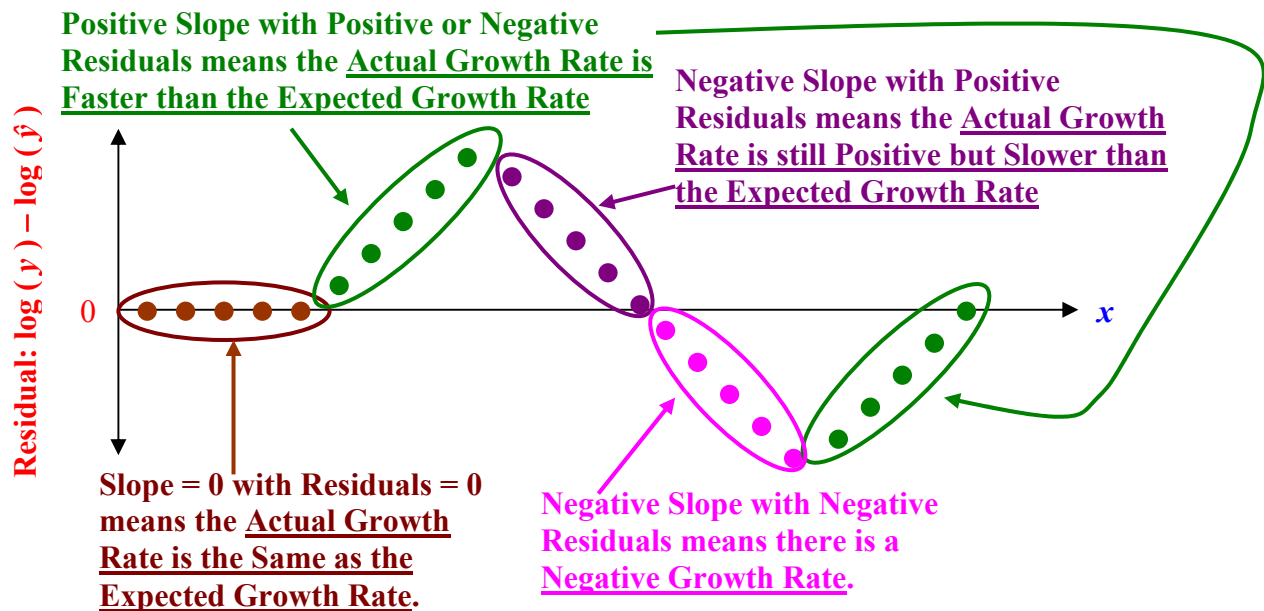 Positive Slope with Positive or Negative
Residuals means the Actual Growth Rate is
Faster than the Expected Growth Rate
Negative Slope with Positive
Residuals means the Actual Growth
Rate is still Positive but Slower than
the Expected Growth Rate
Residual: log ( y ) – log ( ŷ )
0
x
Slope = 0 with Residuals = 0
means the Actual Growth
Rate is the Same as the
Expected Growth Rate.
Negative Slope with Negative
Residuals means there is a
Negative Growth Rate.